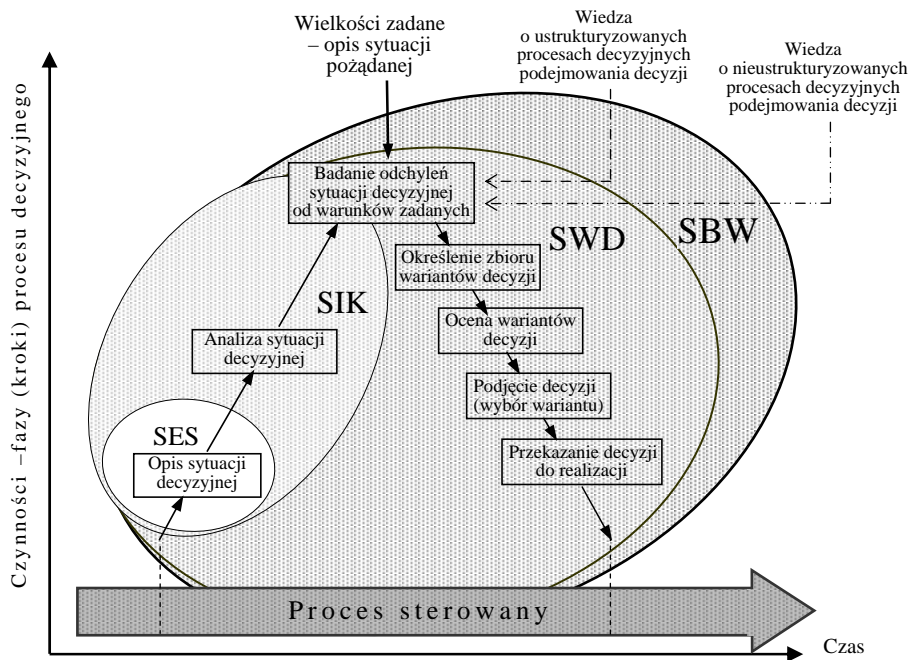 Wielkości zadane
– opis sytuacji
pożądanej
Wiedza
o ustrukturyzowanych
procesach decyzyjnych
podejmowania decyzji
Wiedza
o nieustrukturyzowanych
procesach decyzyjnych
podejmowania decyzji
Czynności –fazy (kroki) procesu decyzyjnego
Badanie odchyleń
sytuacji decyzyjnej
od warunków zadanych
SWD
SBW
Określenie zbioru
wariantów decyzji
SIK
Ocena wariantów
decyzji
Analiza sytuacji
decyzyjnej
Podjęcie decyzji
(wybór wariantu)
SES
Opis sytuacji
decyzyjnej
Przekazanie decyzji
do realizacji
Proces sterowany
Czas